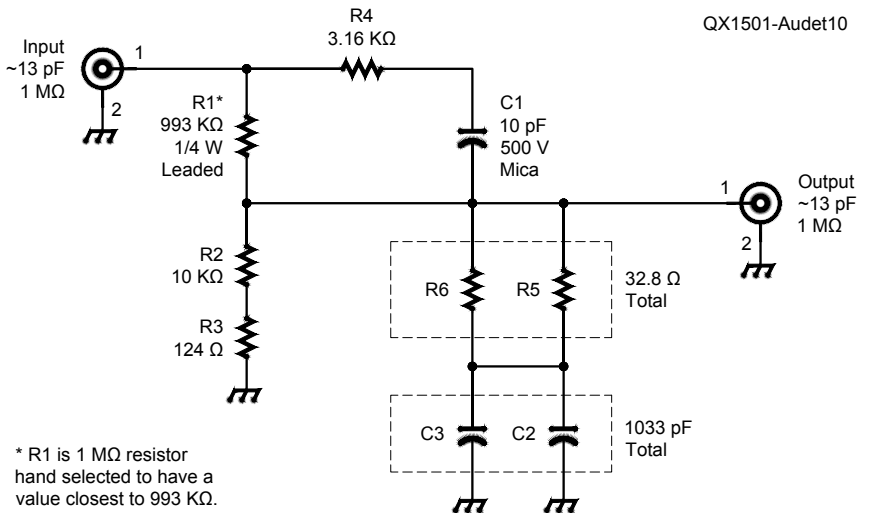 R4
3.16 KΩ
QX1501-Audet10
Input
~13 pF
1 MΩ
1
2
R1*
993 KΩ
1/4 W
Leaded
C1
10 pF
500 V
Mica
1
2
Output
~13 pF
1 MΩ
R2
10 KΩ
R3
124 Ω
R6
R5
32.8 Ω
Total
C3
C2
1033 pF
Total
* R1 is 1 MΩ resistor
hand selected to have a
value closest to 993 KΩ.